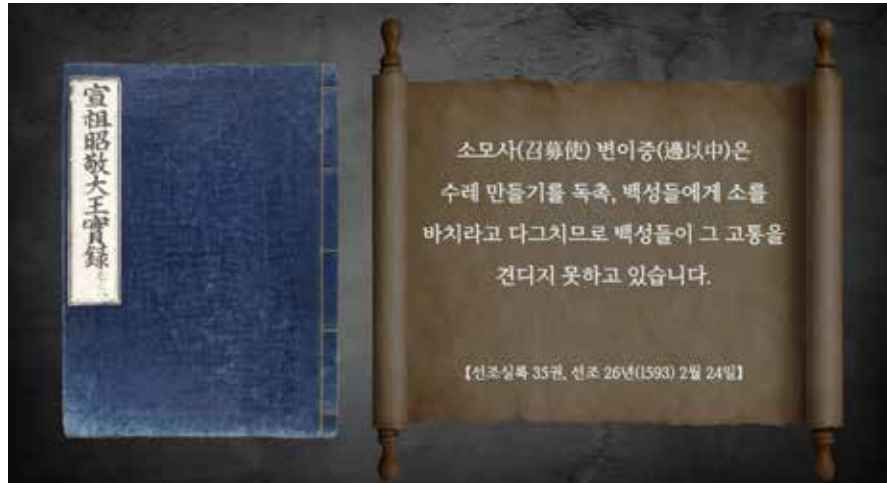 宣祖昭敬大王實錄
소모사(召募使) 변이중(邊以中)은
수레 만들기를 독촉, 백성들에게 소를
바치라고 다그치므로 백성들이 그 고통을
견디지 못하고 있습니다.
【선조실록 35권, 선조 26년(1593) 2월 24일】